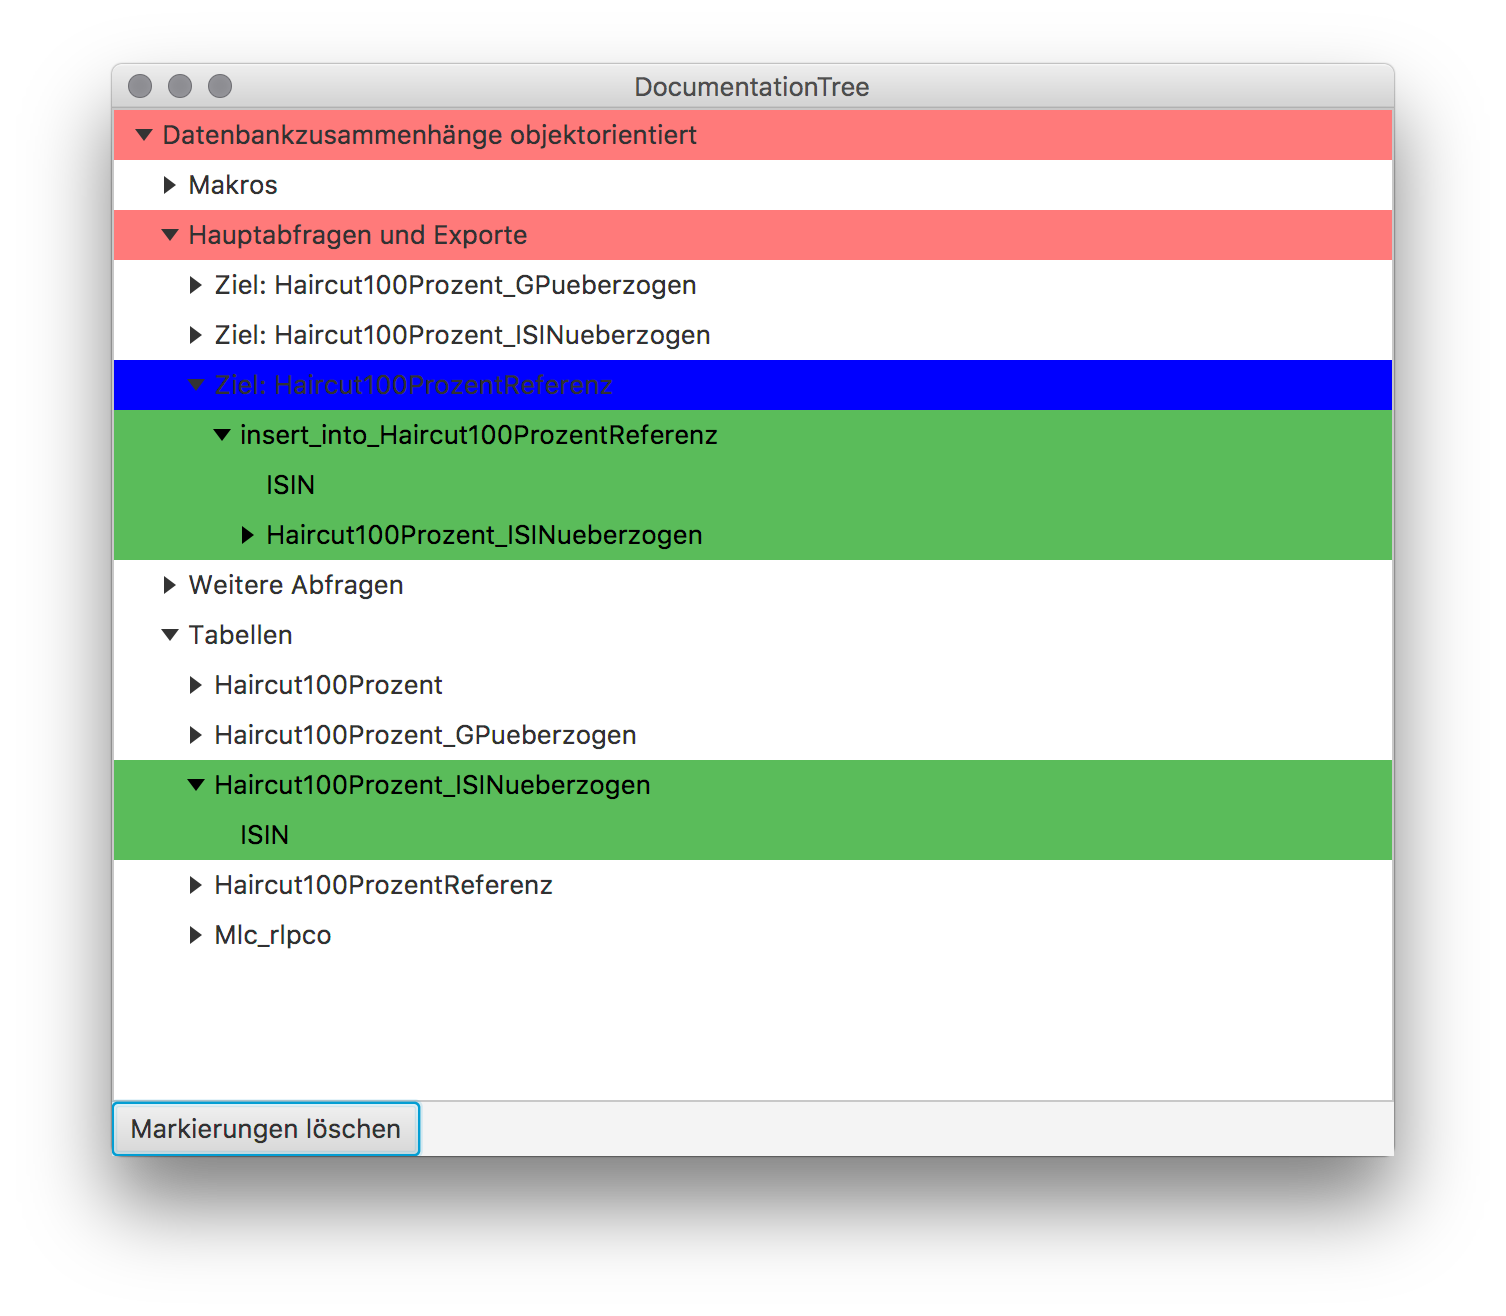 DocumentationTree
Datenbankzusammenhänge objektorientiert
Makros
Hauptabfragen und Exporte
Ziel: Haircut100Prozent_GPueberzogen
Ziel: Haircut100Prozent_ISINueberzogen
Ziel: Haircut100ProzentReferenz
insert_into_Haircut100ProzentReferenz
ISIN
Haircut100Prozent_ISINueberzogen
Weitere Abfragen
Tabellen
Haircut100Prozent
Haircut100Prozent_GPueberzogen
Haircut100Prozent_ISINueberzogen
ISIN
Haircut100ProzentReferenz
Mlc_rlpco
Markierungen löschen